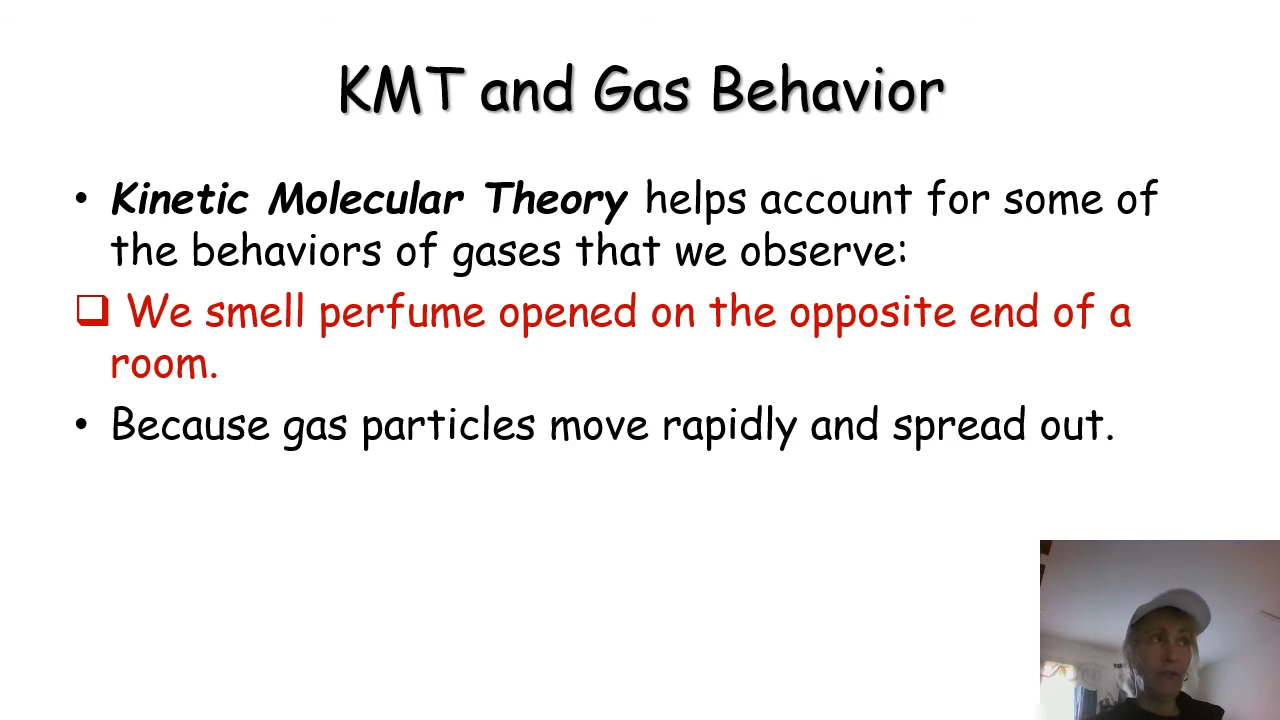 KMT and Gas Behavior
• Kinetic Molecular Theory helps account for some of
the behaviors of gases that we observe:
❑ We smell perfume opened on the opposite end of a
room.
• Because gas particles move rapidly and spread out.